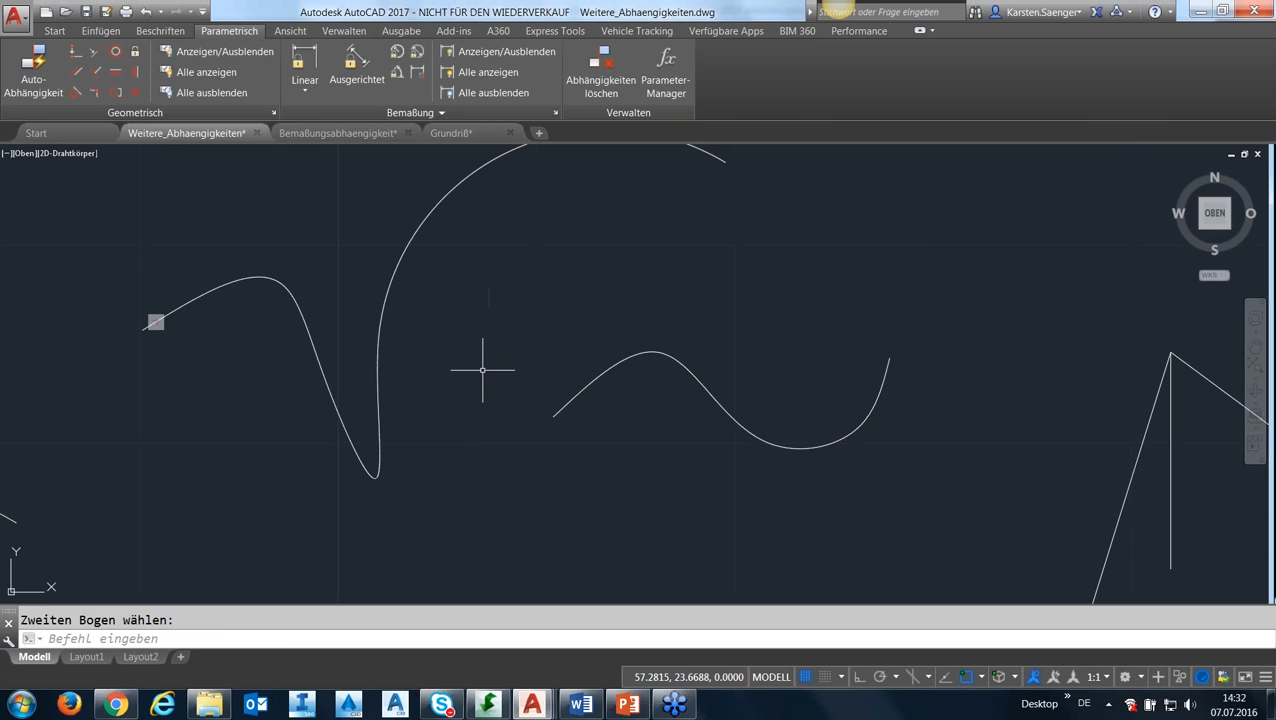 Autodesk AutoCAD 2017 - NICHT FÜR DEN WIEDERVERKAUF Weitere_Abhaengigkeiten.dwg
Stichwort oder Frage eingeben
Karsten.Saenger
Start Einfügen Beschriften Parametrisch Ansicht Verwalten Ausgabe Add-ins A360 Express Tools Vehicle Tracking Verfügbare Apps BIM 360 Performance
Auto-
Abhängigkeit
Anzeigen/Ausblenden
Alle anzeigen
Alle ausblenden
Geometrisch
Linear
Ausgerichtet
Anzeigen/Ausblenden
Alle anzeigen
Alle ausblenden
Bemaßung
Abhängigkeiten
löschen
Parameter-
Manager
Verwalten
Start Weitere_Abhaengigkeiten* Bemaßungsabhaengigkeit* Grundriß*
[−][Oben][2D-Drahtkörper]
N
W OBEN O
S
WKS
Y
X
Zweiten Bogen wählen:
Befehl eingeben
Modell Layout1 Layout2 +
57.2815, 23.6688, 0.0000 MODELL 1:1
Desktop DE 14:32
07.07.2016